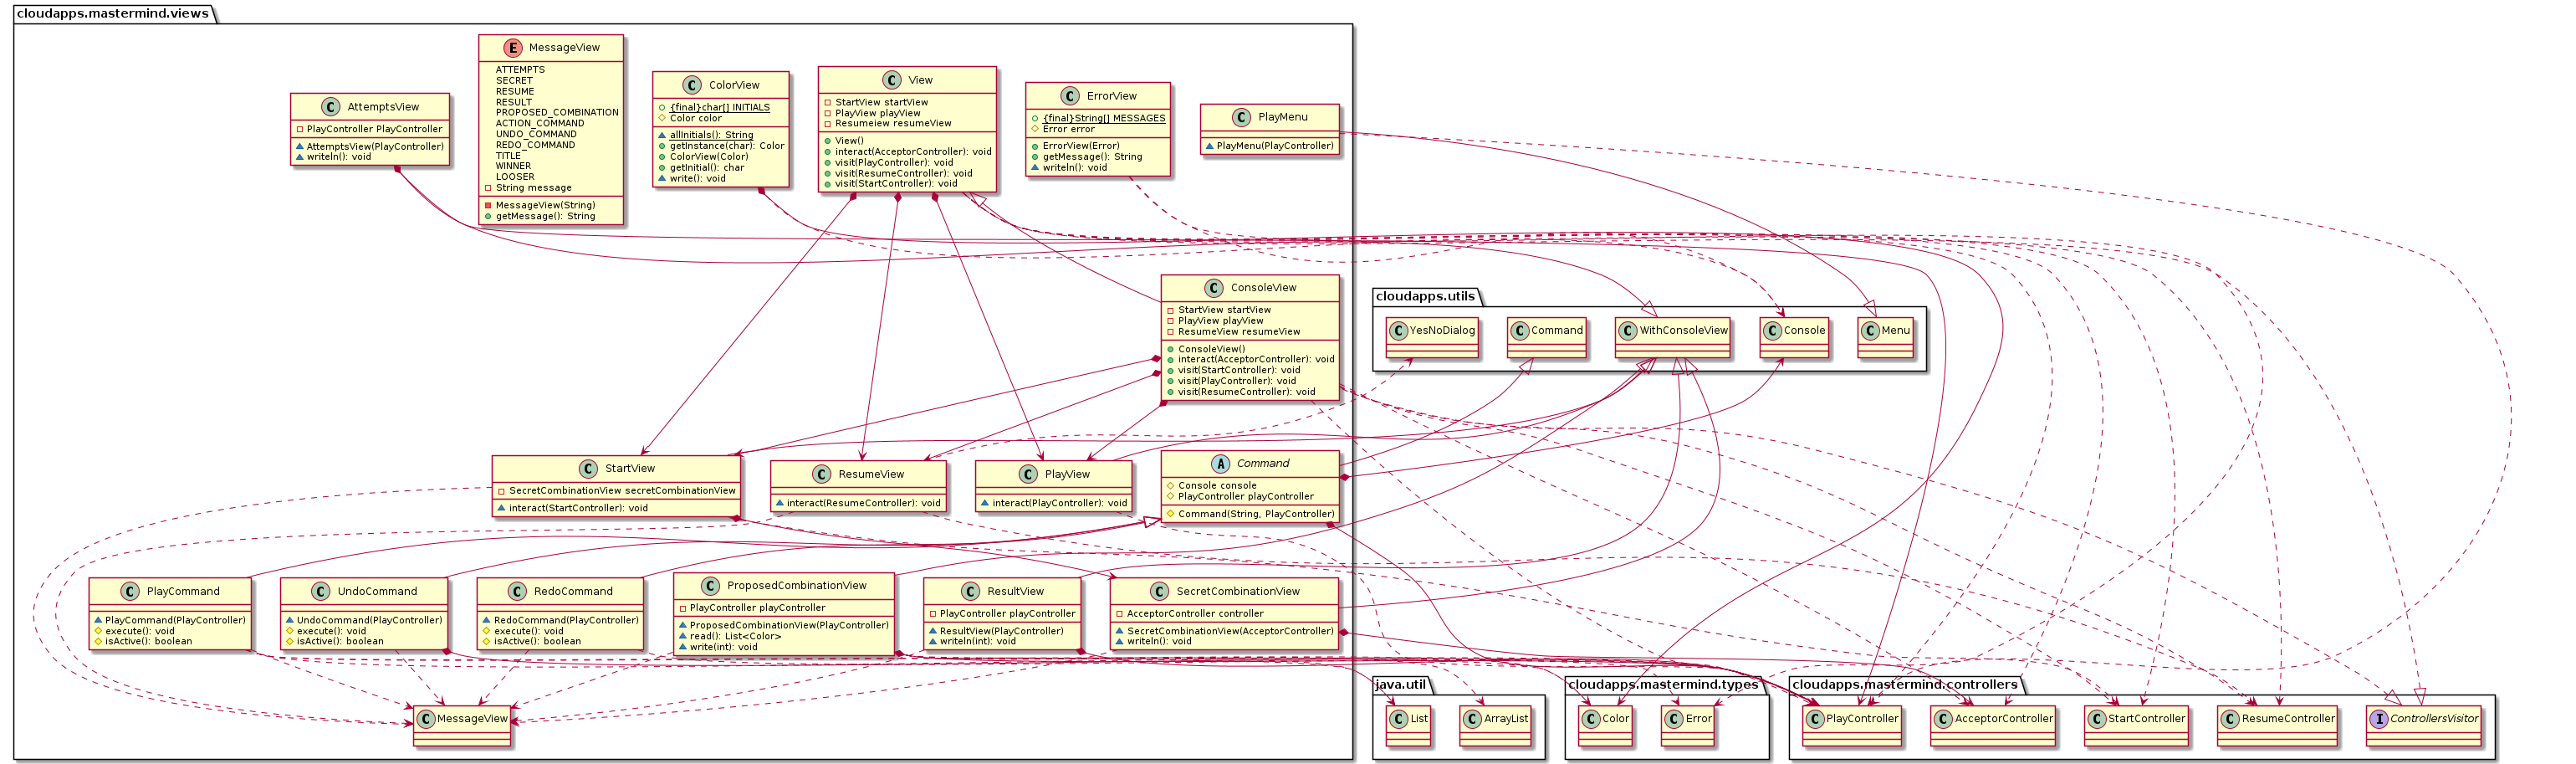 cloudapps.mastermind.views
E MessageView
ATTEMPTS
SECRET
RESUME
RESULT
PROPOSED_COMBINATION
ACTION_COMMAND
UNDO_COMMAND
REDO_COMMAND
TITLE
WINNER
LOOSER
String message
MessageView(String)
getMessage(): String
C AttemptsView
PlayController PlayController
AttemptsView(PlayController)
writeln(): void
C ColorView
{final}char[] INITIALS
Color color
allInitials(): String
getInstance(char): Color
ColorView(Color)
getInitial(): char
write(): void
C View
StartView startView
PlayView playView
Resumeiew resumeView
View()
interact(AcceptorController): void
visit(PlayController): void
visit(ResumeController): void
visit(StartController): void
C ErrorView
{final}String[] MESSAGES
Error error
ErrorView(Error)
getMessage(): String
writeln(): void
C PlayMenu
PlayMenu(PlayController)
C ConsoleView
StartView startView
PlayView playView
ResumeView resumeView
ConsoleView()
interact(AcceptorController): void
visit(StartController): void
visit(PlayController): void
visit(ResumeController): void
cloudapps.utils
C YesNoDialog
C Command
C WithConsoleView
C Console
C Menu
C StartView
SecretCombinationView secretCombinationView
interact(StartController): void
C ResumeView
interact(ResumeController): void
C PlayView
interact(PlayController): void
A Command
Console console
PlayController playController
Command(String, PlayController)
C PlayCommand
PlayCommand(PlayController)
execute(): void
isActive(): boolean
C UndoCommand
UndoCommand(PlayController)
execute(): void
isActive(): boolean
C RedoCommand
RedoCommand(PlayController)
execute(): void
isActive(): boolean
C ProposedCombinationView
PlayController playController
ProposedCombinationView(PlayController)
read(): List<Color>
write(int): void
C ResultView
PlayController playController
ResultView(PlayController)
writeln(int): void
C SecretCombinationView
AcceptorController controller
SecretCombinationView(AcceptorController)
writeln(): void
C MessageView
java.util
C List
C ArrayList
cloudapps.mastermind.types
C Color
C Error
cloudapps.mastermind.controllers
C PlayController
C AcceptorController
C StartController
C ResumeController
I ControllersVisitor